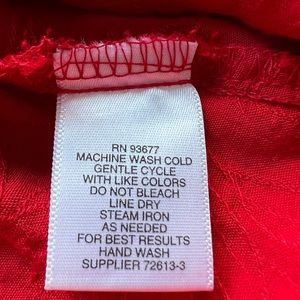 RN 93677
MACHINE WASH COLD
GENTLE CYCLE
WITH LIKE COLORS
DO NOT BLEACH
LINE DRY
STEAM IRON
AS NEEDED
FOR BEST RESULTS
HAND WASH
SUPPLIER 72613-3